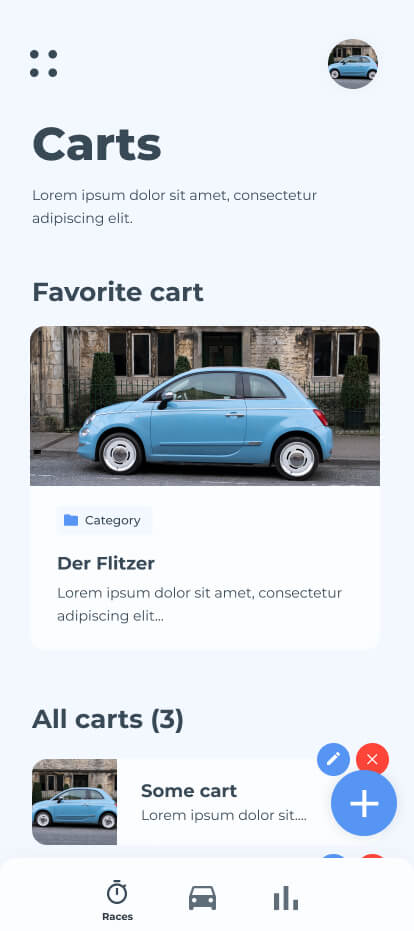 Carts
Lorem ipsum dolor sit amet, consectetur
adipiscing elit.
Favorite cart
Category
Der Flitzer
Lorem ipsum dolor sit amet, consectetur
adipiscing elit...
All carts (3)
Some cart
Lorem ipsum dolor sit....
Races